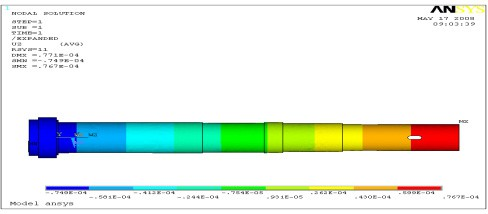 1
NODAL SOLUTION
ANSYS
STEP=1
SUB =1
TIME=1
/EXPANDED
UZ (AVG)
RSYS=11
DMX =.771E-04
SMN =-.749E-04
SMX =.767E-04
MAY 17 2008
09:03:39
MX
-.749E-04 -.412E-04 -.754E-05 .262E-04 .599E-04
-.581E-04 -.244E-04 .931E-05 .430E-04 .767E-04
Model ansys